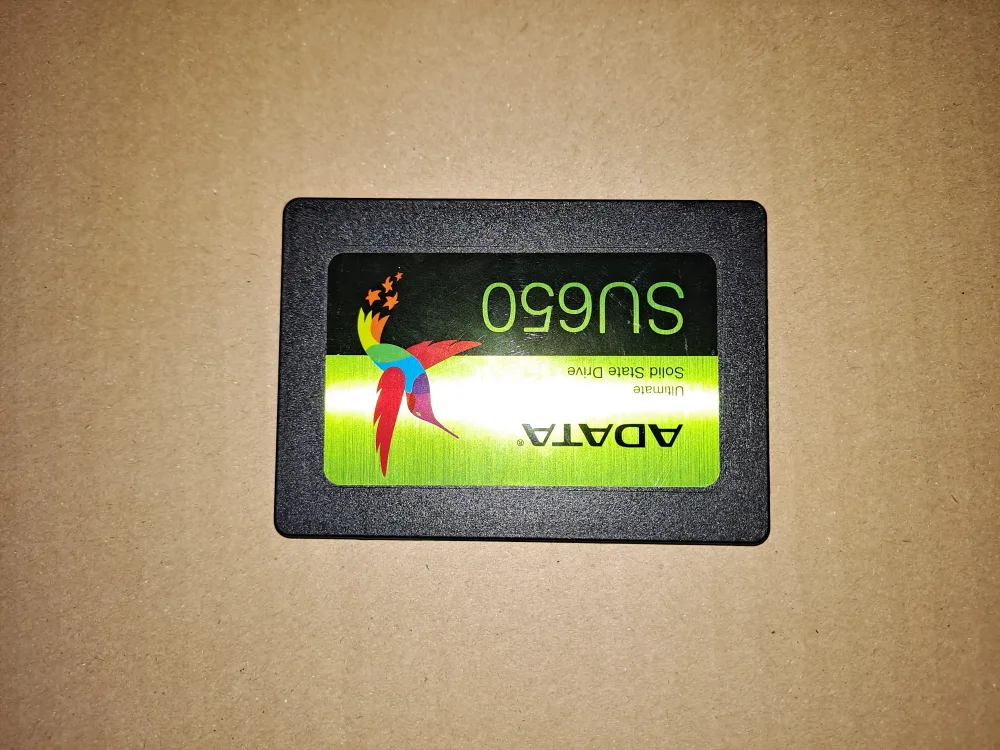 ADATA®
Ultimate
Solid State Drive
SU650